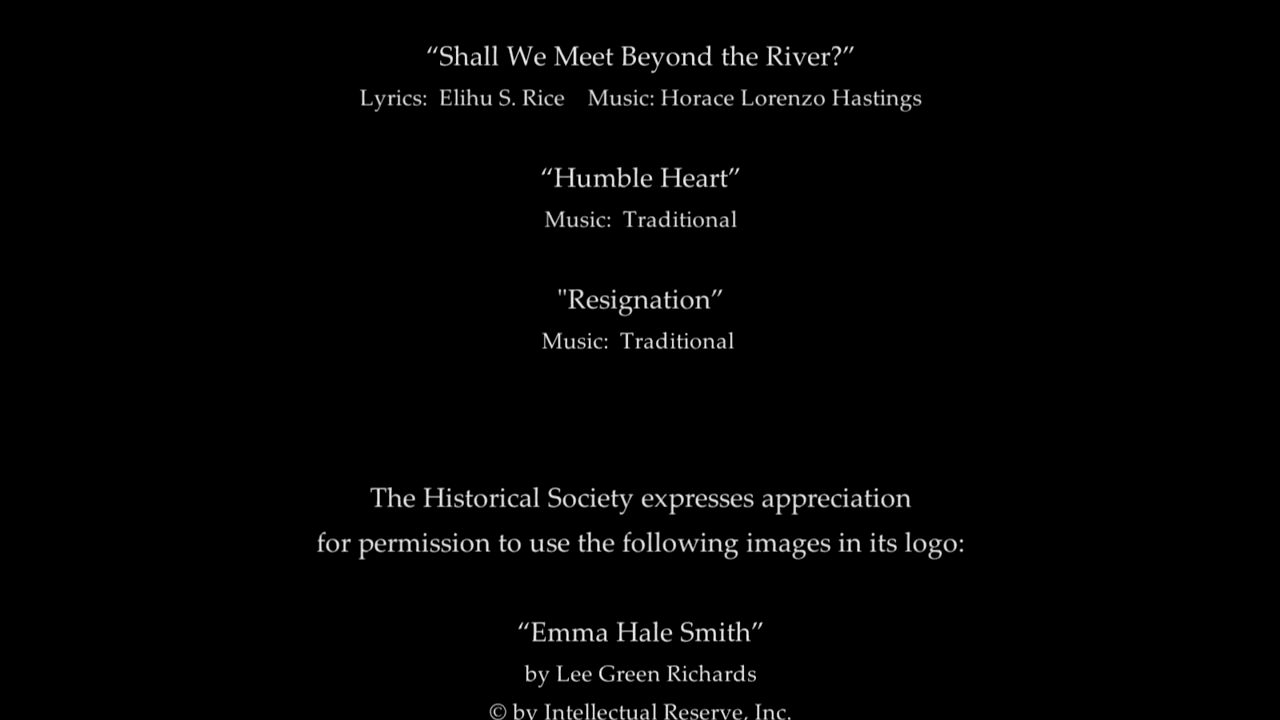 “Shall We Meet Beyond the River?”
Lyrics:  Elihu S. Rice    Music: Horace Lorenzo Hastings
“Humble Heart”
Music:  Traditional
"Resignation”
Music:  Traditional
The Historical Society expresses appreciation
for permission to use the following images in its logo:
“Emma Hale Smith”
by Lee Green Richards
© by Intellectual Reserve, Inc.